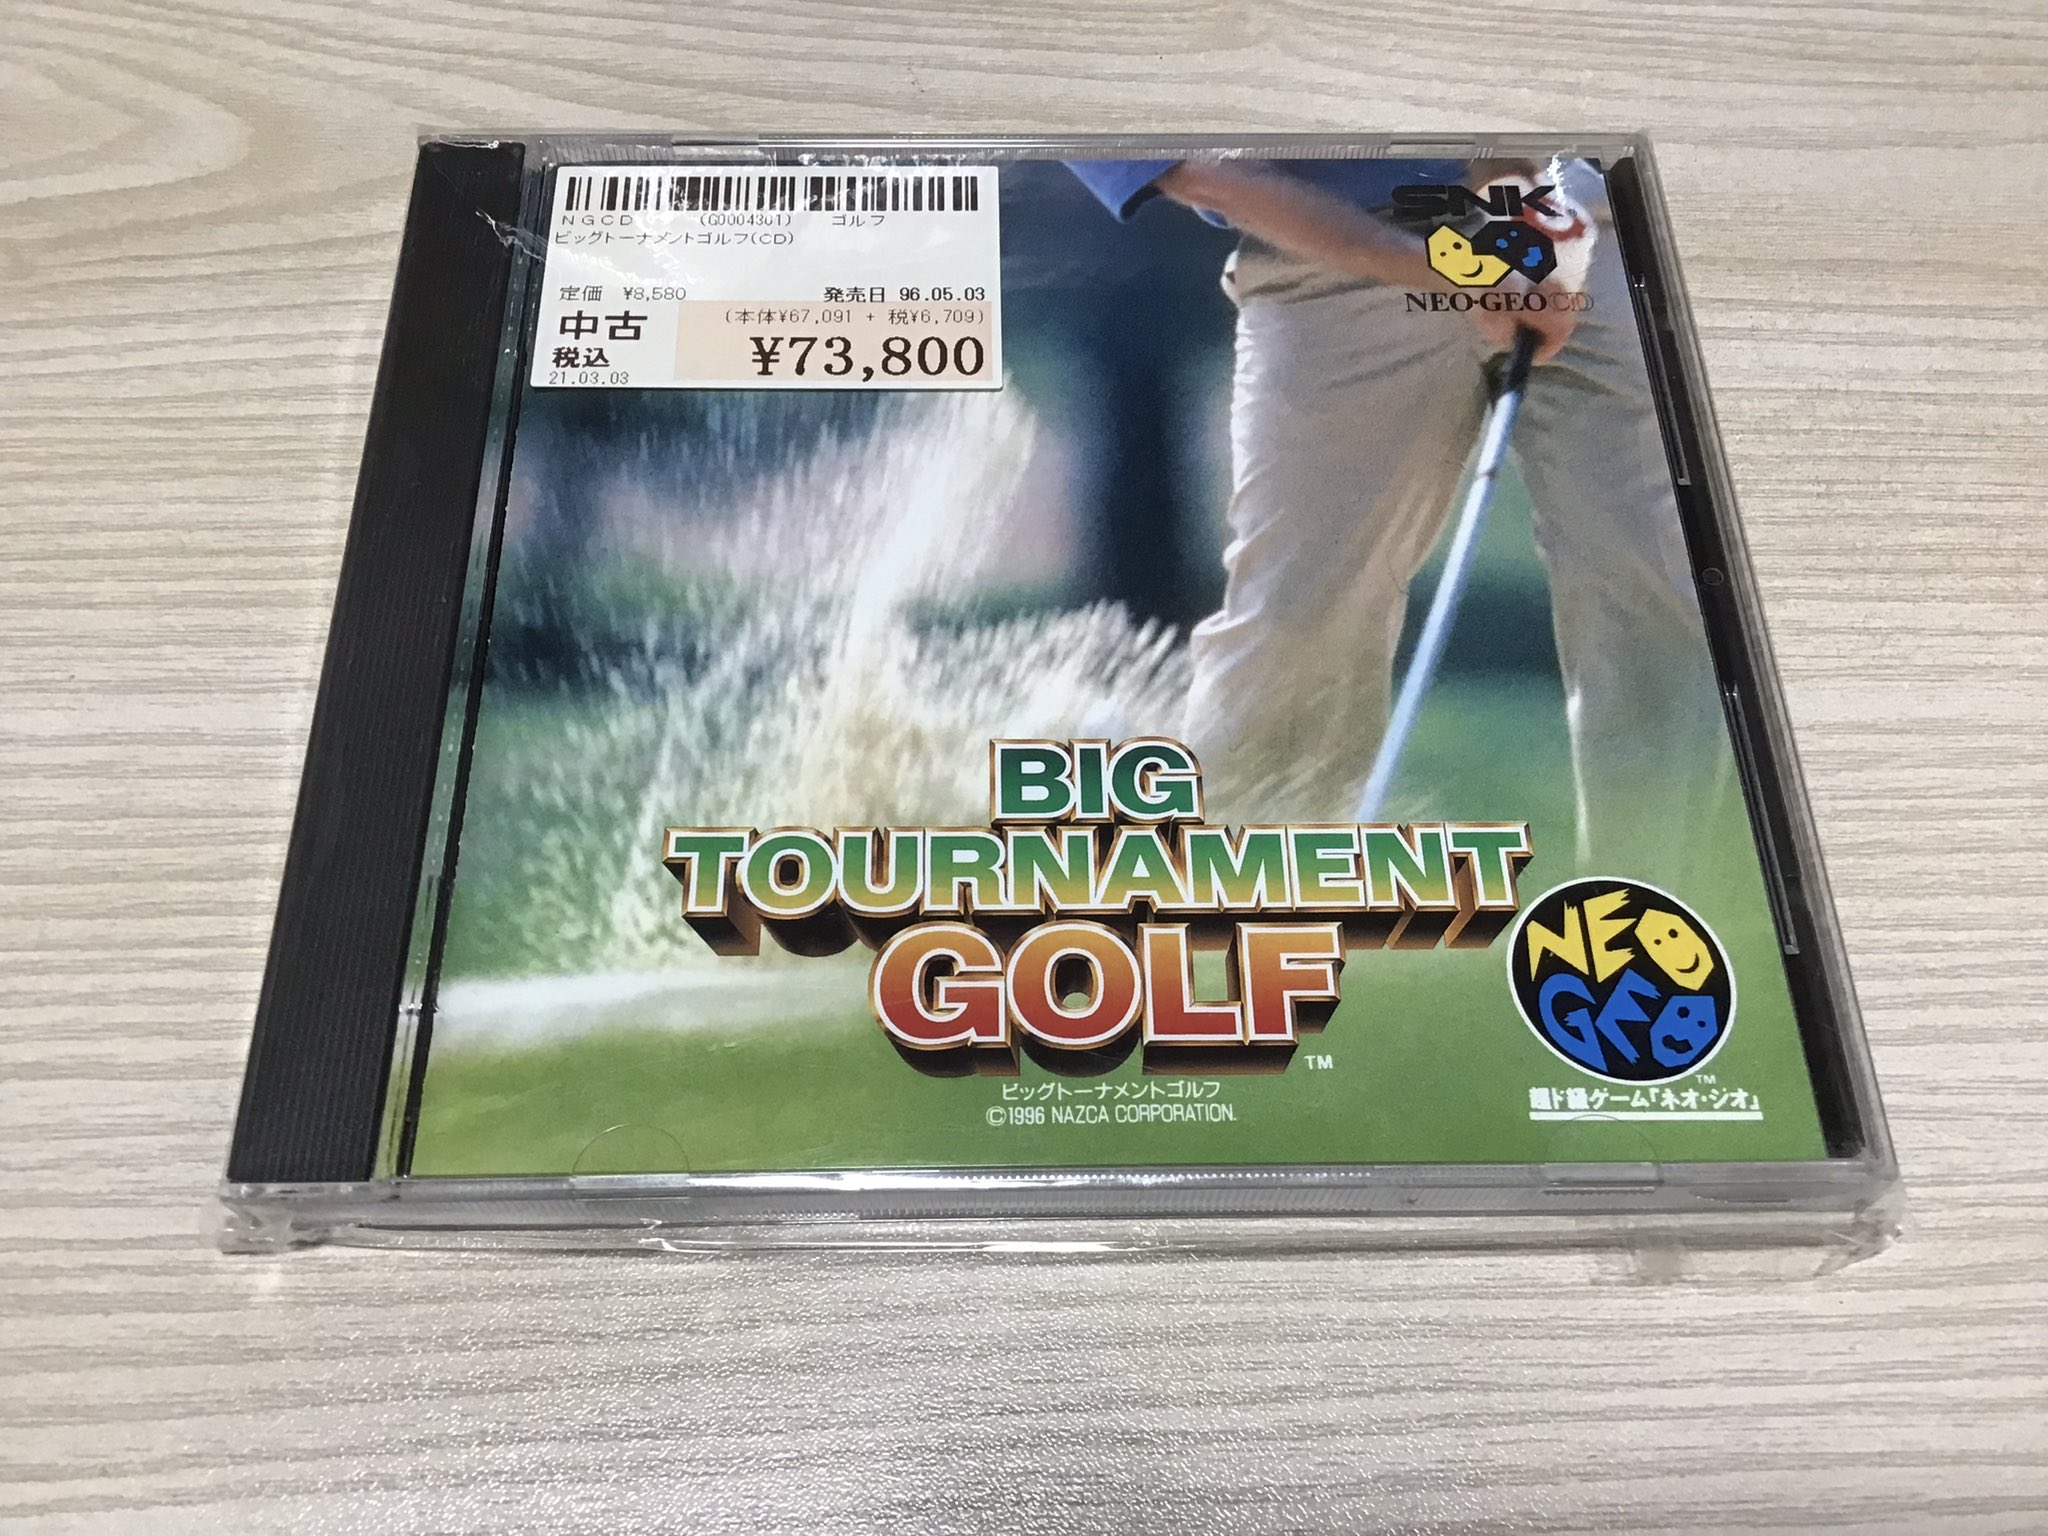 NGCD (G0004301) ゴルフ
ビッグトーナメントゴルフ(CD)
定価 ¥8,580 発売日 96.05.03
中古 (本体¥67,091 + 税¥6,709)
税込 ¥73,800
21.03.03
SNK
NEO·GEO CD
BIG
TOURNAMENT
GOLF
TM
ビッグトーナメントゴルフ
©1996 NAZCA CORPORATION.
NEO
GEO
TM
超ド級ゲーム「ネオ・ジオ」